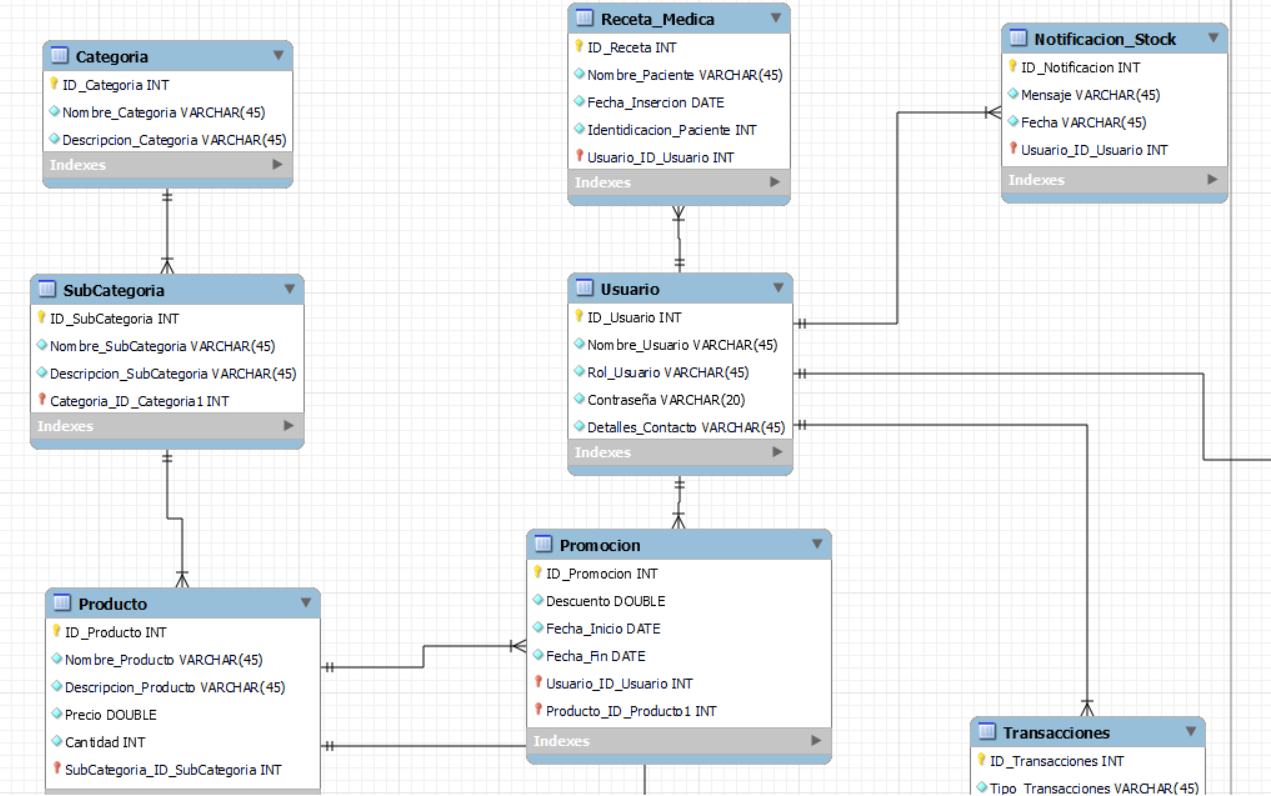 Categoria
ID_Categoria INT
Nombre_Categoria VARCHAR(45)
Descripcion_Categoria VARCHAR(45)
Indexes
Receta_Medica
ID_Receta INT
Nombre_Paciente VARCHAR(45)
Fecha_Insercion DATE
Identidicacion_Paciente INT
Usuario_ID_Usuario INT
Indexes
Notificacion_Stock
ID_Notificacion INT
Mensaje VARCHAR(45)
Fecha VARCHAR(45)
Usuario_ID_Usuario INT
Indexes
SubCategoria
ID_SubCategoria INT
Nombre_SubCategoria VARCHAR(45)
Descripcion_SubCategoria VARCHAR(45)
Categoria_ID_Categoria1 INT
Indexes
Usuario
ID_Usuario INT
Nombre_Usuario VARCHAR(45)
Rol_Usuario VARCHAR(45)
Contraseña VARCHAR(20)
Detalles_Contacto VARCHAR(45)
Indexes
Producto
ID_Producto INT
Nombre_Producto VARCHAR(45)
Descripcion_Producto VARCHAR(45)
Precio DOUBLE
Cantidad INT
SubCategoria_ID_SubCategoria INT
Promocion
ID_Promocion INT
Descuento DOUBLE
Fecha_Inicio DATE
Fecha_Fin DATE
Usuario_ID_Usuario INT
Producto_ID_Producto1 INT
Indexes
Transacciones
ID_Transacciones INT
Tipo_Transacciones VARCHAR(45)